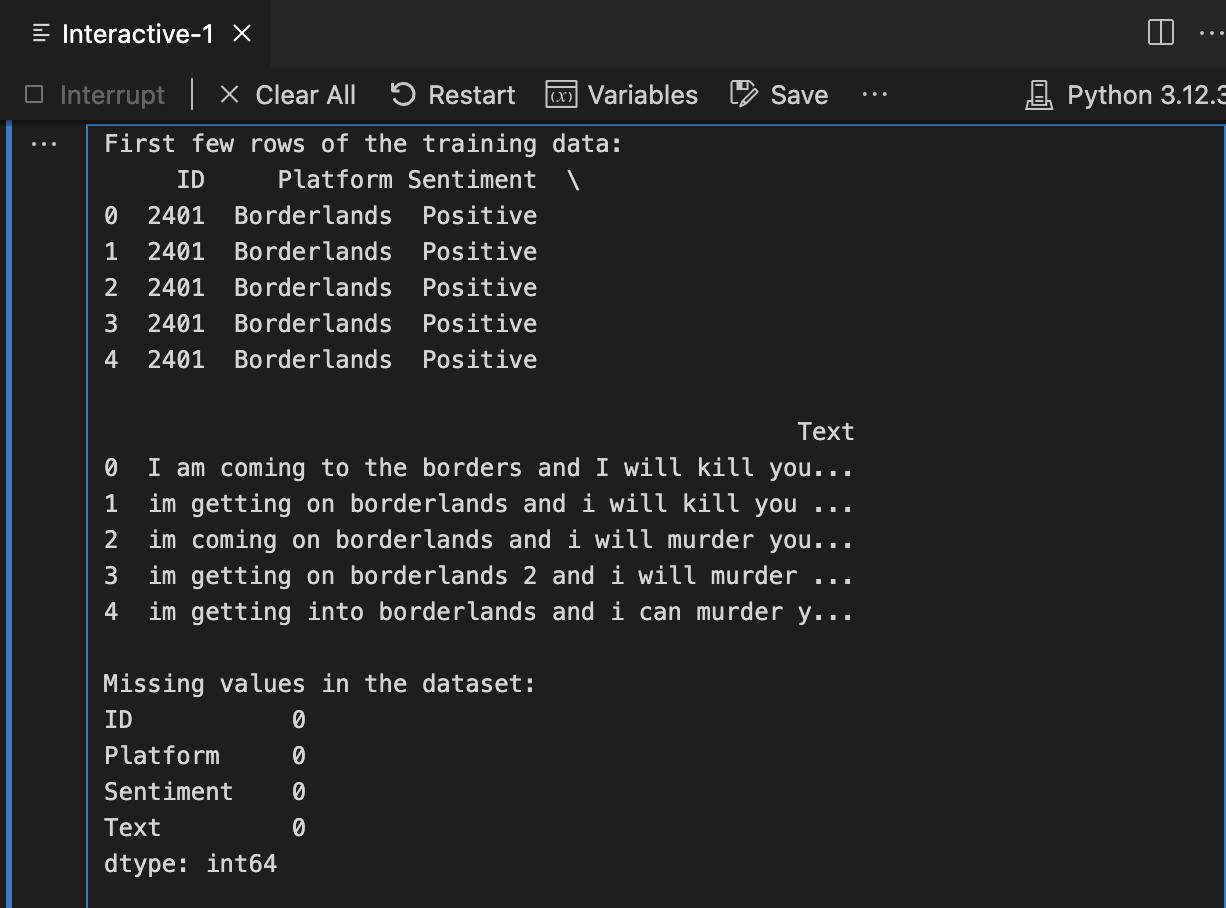 Interactive-1
Interrupt | Clear All Restart Variables Save ... Python 3.12.3
... First few rows of the training data:
ID Platform Sentiment \
0 2401 Borderlands Positive
1 2401 Borderlands Positive
2 2401 Borderlands Positive
3 2401 Borderlands Positive
4 2401 Borderlands Positive
Text
0 I am coming to the borders and I will kill you...
1 im getting on borderlands and i will kill you ...
2 im coming on borderlands and i will murder you...
3 im getting on borderlands 2 and i will murder ...
4 im getting into borderlands and i can murder y...
Missing values in the dataset:
ID 0
Platform 0
Sentiment 0
Text 0
dtype: int64